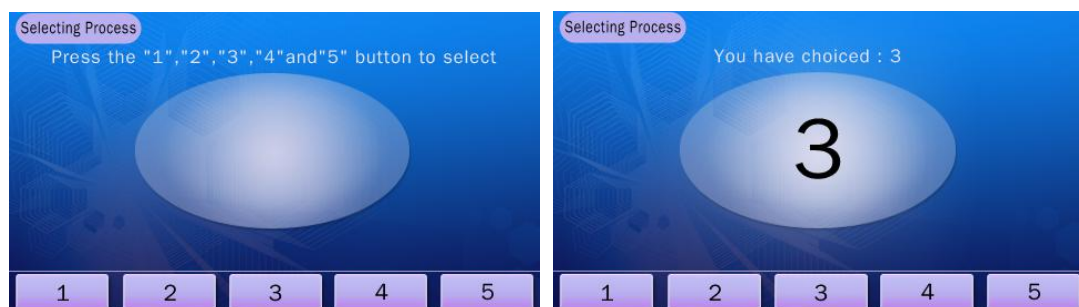 Selecting Process
Press the "1","2","3","4"and"5" button to select
1 2 3 4 5
Selecting Process
You have choiced : 3
3
1 2 3 4 5